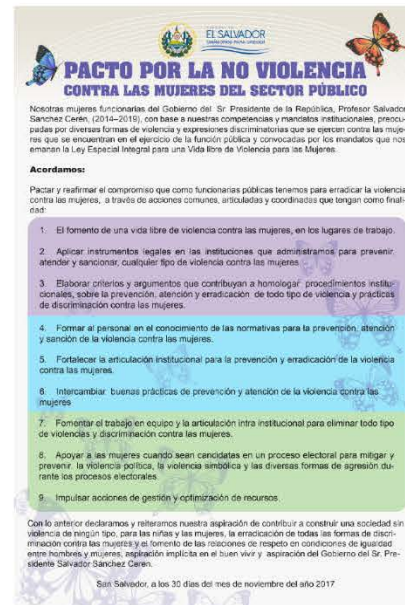 GOBIERNO DE
EL SALVADOR
UNÁMONOS PARA CRECER
PACTO POR LA NO VIOLENCIA
CONTRA LAS MUJERES DEL SECTOR PÚBLICO
Nosotras mujeres funcionarias del Gobierno del Sr. Presidente de la República, Profesor Salvador
Sanchez Cerén, (2014–2019), con base a nuestras competencias y mandatos institucionales, preocu-
padas por diversas formas de violencia y expresiones discriminatorias que se ejercen contra las muje-
res que se encuentran en el ejercicio de la función pública y convocadas por los mandatos que nos
emanan la Ley Especial Integral para una Vida libre de Violencia para las Mujeres.
Acordamos:
Pactar y reafirmar el compromiso que como funcionarias públicas tenemos para erradicar la violencia
contra las mujeres, a través de acciones comunes, articuladas y coordinadas que tengan como finali-
dad:
1. El fomento de una vida libre de violencia contra las mujeres, en los lugares de trabajo.
2. Aplicar instrumentos legales en las instituciones que administramos para prevenir,
atender y sancionar, cualquier tipo de violencia contra las mujeres
3. Elaborar criterios y argumentos que contribuyan a homologar procedimientos institu-
cionales, sobre la prevención, atención y erradicación de todo tipo de violencia y prácticas
de discriminación contra las mujeres.
4. Formar al personal en el conocimiento de las normativas para la prevención, atención
y sanción de la violencia contra las mujeres.
5. Fortalecer la articulación institucional para la prevención y erradicación de la violencia
contra las mujeres.
6. Intercambiar buenas prácticas de prevención y atención de la violencia contra las
mujeres
7. Fomentar el trabajo en equipo y la articulación intra institucional para eliminar todo tipo
de violencias y discriminación contra las mujeres.
8. Apoyar a las mujeres cuando sean candidatas en un proceso electoral para mitigar y
prevenir la violencia política, la violencia simbólica y las diversas formas de agresión du-
rante los procesos electorales
9. Impulsar acciones de gestión y optimización de recursos.
Con lo anterior declaramos y reiteramos nuestra aspiración de contribuir a construir una sociedad sin
violencia de ningún tipo, para las niñas y las mujeres, la erradicación de todas las formas de discri-
minación contra las mujeres y el fomento de las relaciones de respeto en condiciones de igualdad
entre hombres y mujeres, aspiración implícita en el buen vivir y aspiración del Gobierno del Sr. Pre-
sidente Salvador Sánchez Ceren.
San Salvador, a los 30 días del mes de noviembre del año 2017